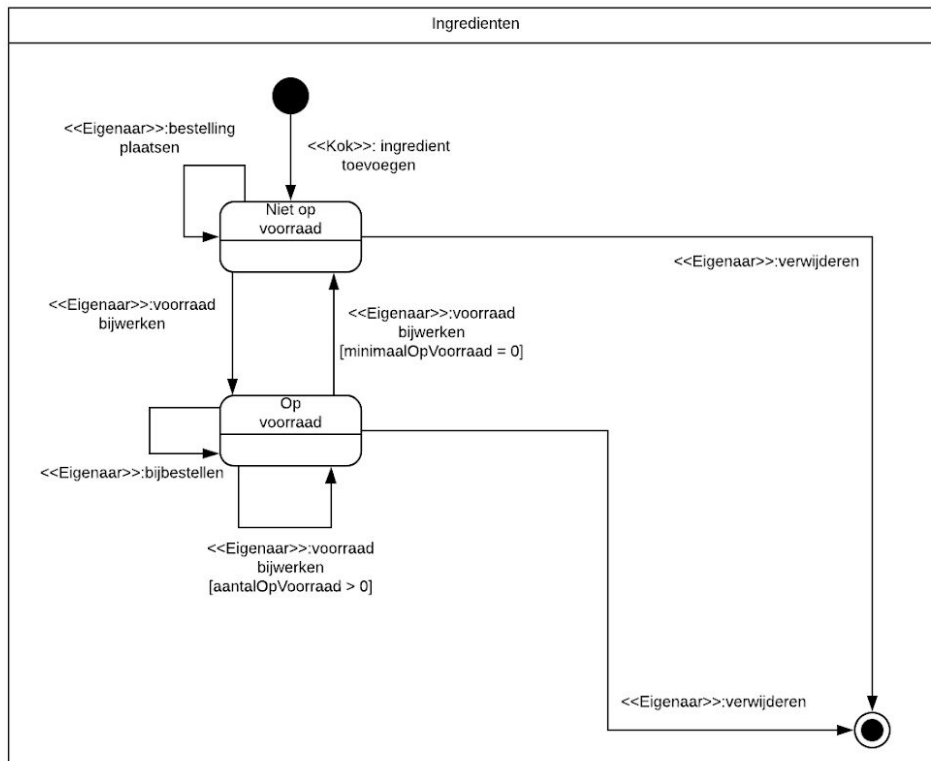 Ingredienten
<<Eigenaar>>:bestelling
plaatsen
<<Kok>>: ingredient
toevoegen
Niet op
voorraad
<<Eigenaar>>:verwijderen
<<Eigenaar>>:voorraad
bijwerken
<<Eigenaar>>:voorraad
bijwerken
[minimaalOpVoorraad = 0]
Op
voorraad
<<Eigenaar>>:bijbestellen
<<Eigenaar>>:voorraad
bijwerken
[aantalOpVoorraad > 0]
<<Eigenaar>>:verwijderen